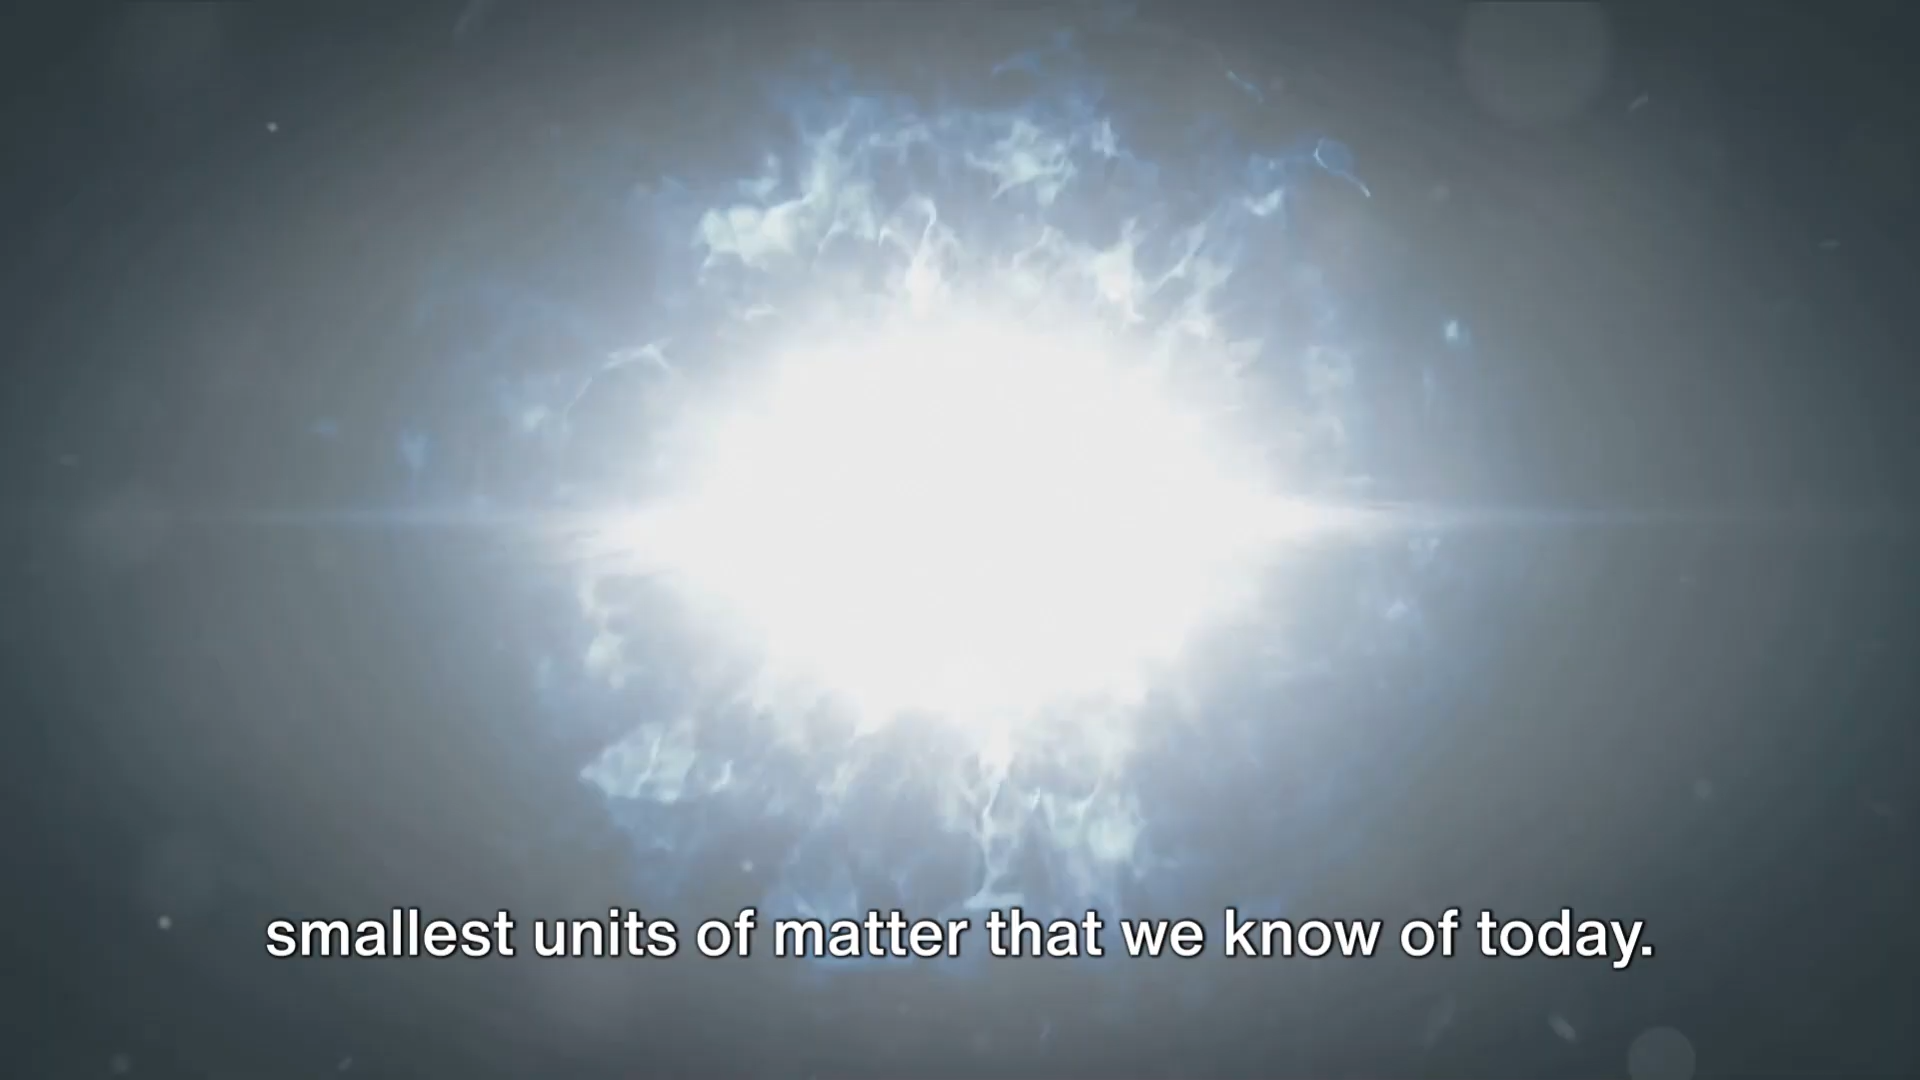 smallest units of matter that we know of today.